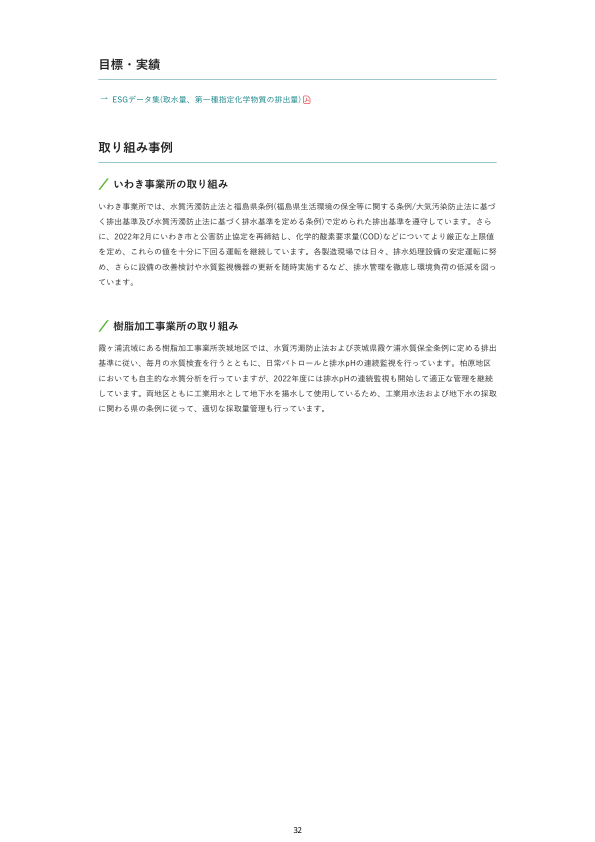 目標・実績
→ ESGデータ集(取水量、第一種指定化学物質の排出量)
取り組み事例
いわき事業所の取り組み
いわき事業所では、水質汚濁防止法と福島県条例(福島県生活環境の保全等に関する条例/大気汚染防止法に基づ
く排出基準及び水質汚濁防止法に基づく排水基準を定める条例)で定められた排出基準を遵守しています。さら
に、2022年2月にいわき市と公害防止協定を再締結し、化学的酸素要求量(COD)などについてより厳正な上限値
を定め、これらの値を十分に下回る運転を継続しています。各製造現場では日々、排水処理設備の安定運転に努
め、さらに設備の改善検討や水質監視機器の更新を随時実施するなど、排水管理を徹底し環境負荷の低減を図っ
ています。
樹脂加工事業所の取り組み
霞ヶ浦流域にある樹脂加工事業所茨城地区では、水質汚濁防止法および茨城県霞ケ浦水質保全条例に定める排出
基準に従い、毎月の水質検査を行うとともに、日常パトロールと排水pHの連続監視を行っています。柏原地区
においても自主的な水質分析を行っていますが、2022年度には排水pHの連続監視も開始して適正な管理を継続
しています。両地区ともに工業用水として地下水を揚水して使用しているため、工業用水法および地下水の採取
に関わる県の条例に従って、適切な採取量管理も行っています。
32